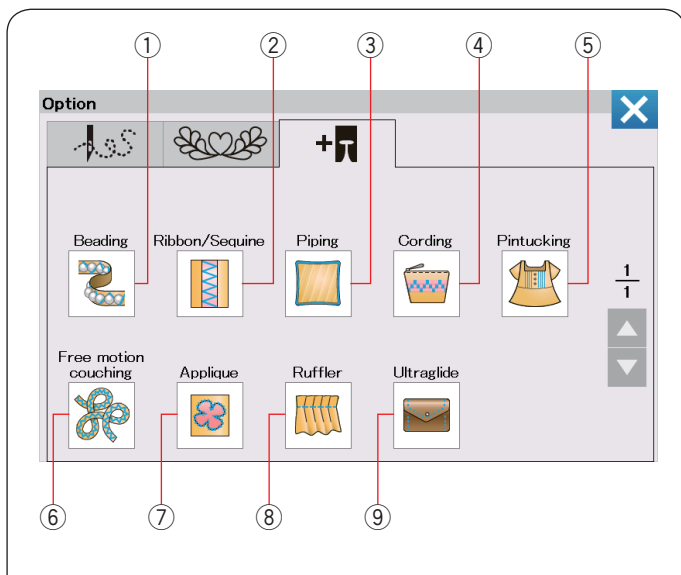 ① ② ③ ④ ⑤
Option
Beading Ribbon/Sequine Piping Cording Pintucking
1
1
Free motion
couching Applique Ruffler Ultraglide
⑥ ⑦ ⑧ ⑨